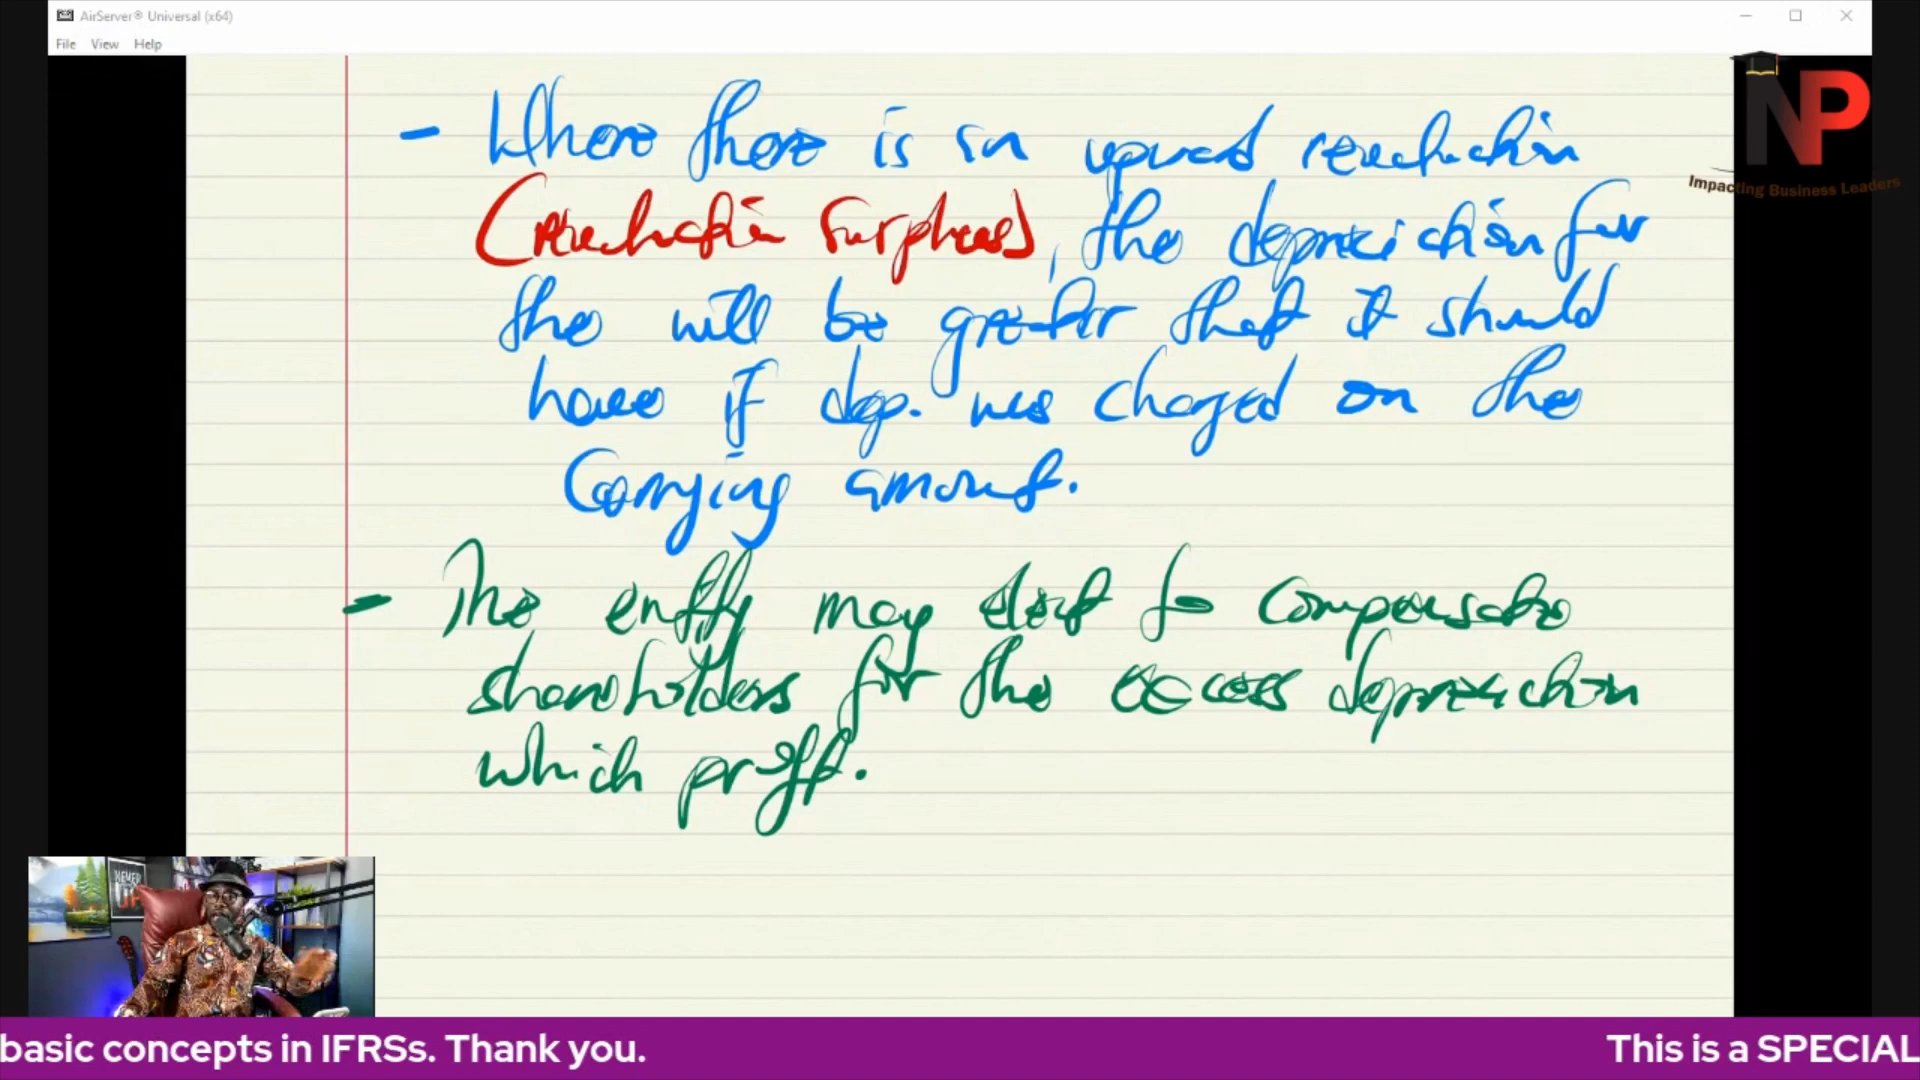 AirServer® Universal (x64)
File View Help
NP
Impacting Business Leaders
- Where there is an upward revaluation
(revaluation surplus), the depreciation for
the will be greater that it should
have if dep. was charged on the
Carrying amount.
- The entity may elect to compensate
shareholders for the excess depreciation
which profit.
NEVER
UP
basic concepts in IFRSs. Thank you.
This is a SPECIAL